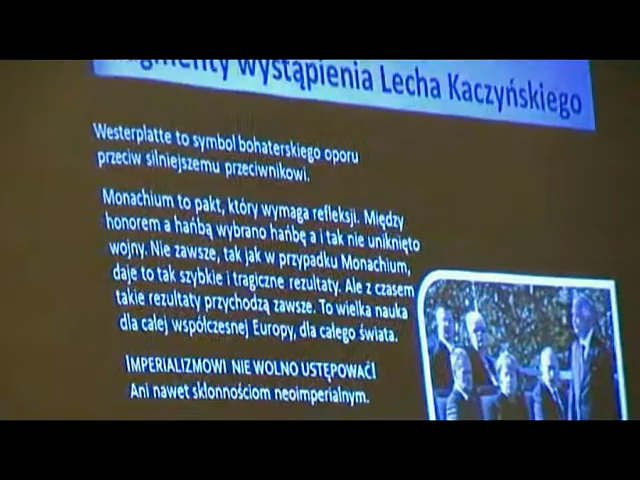 Fragmenty wystąpienia Lecha Kaczyńskiego
Westerplatte to symbol bohaterskiego oporu
przeciw silniejszemu przeciwnikowi.
Monachium to pakt, który wymaga refleksji. Między
honorem a hańbą wybrano hańbę a i tak nie uniknięto
wojny. Nie zawsze, tak jak w przypadku Monachium,
daje to tak szybkie i tragiczne rezultaty. Ale z czasem
takie rezultaty przychodzą zawsze. To wielka nauka
dla całej współczesnej Europy, dla całego świata.
IMPERIALIZMOWI NIE WOLNO USTĘPOWAĆ!
Ani nawet skłonnościom neoimperialnym.